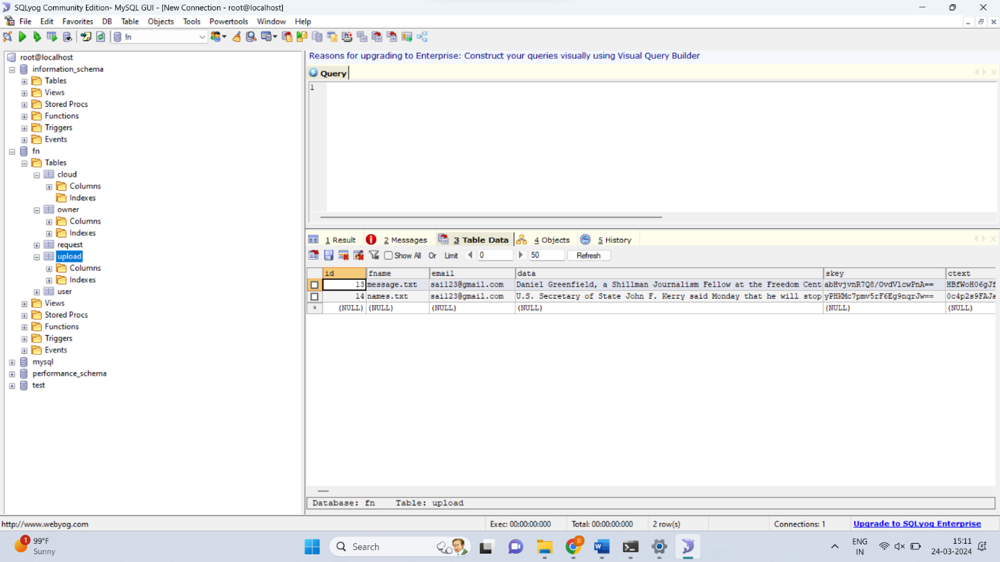 SQLyog Community Edition- MySQL GUI - [New Connection - root@localhost]
File Edit Favorites DB Table Objects Tools Powertools Window Help
fn
root@localhost
information_schema
Tables
Views
Stored Procs
Functions
Triggers
Events
fn
Tables
cloud
Columns
Indexes
owner
Columns
Indexes
request
upload
Columns
Indexes
user
Views
Stored Procs
Functions
Triggers
Events
mysql
performance_schema
test
Reasons for upgrading to Enterprise: Construct your queries visually using Visual Query Builder
Query
1
1 Result 2 Messages 3 Table Data 4 Objects 5 History
Show All Or Limit 0 50 Refresh
id fname email data skey ctext
13 message.txt sai123@gmail.com Daniel Greenfield, a Shillman Journalism Fellow at the Freedom Cent abHvjvnR7Q8/OvdVlcwPnA== HBfWoH06gJf
14 names.txt sai123@gmail.com U.S. Secretary of State John F. Kerry said Monday that he will stop yPHKMc7pmv5rF6Eg9nqrJw== 0c4p2s9FAJa
* (NULL) (NULL) (NULL) (NULL) (NULL) (NULL)
Database: fn Table: upload
http://www.webyog.com Exec: 00:00:00:000 Total: 00:00:00:000 2 row(s) Connections: 1 Upgrade to SQLyog Enterprise
1 99°F
Sunny
Search
D
ENG
IN
15:11
24-03-2024